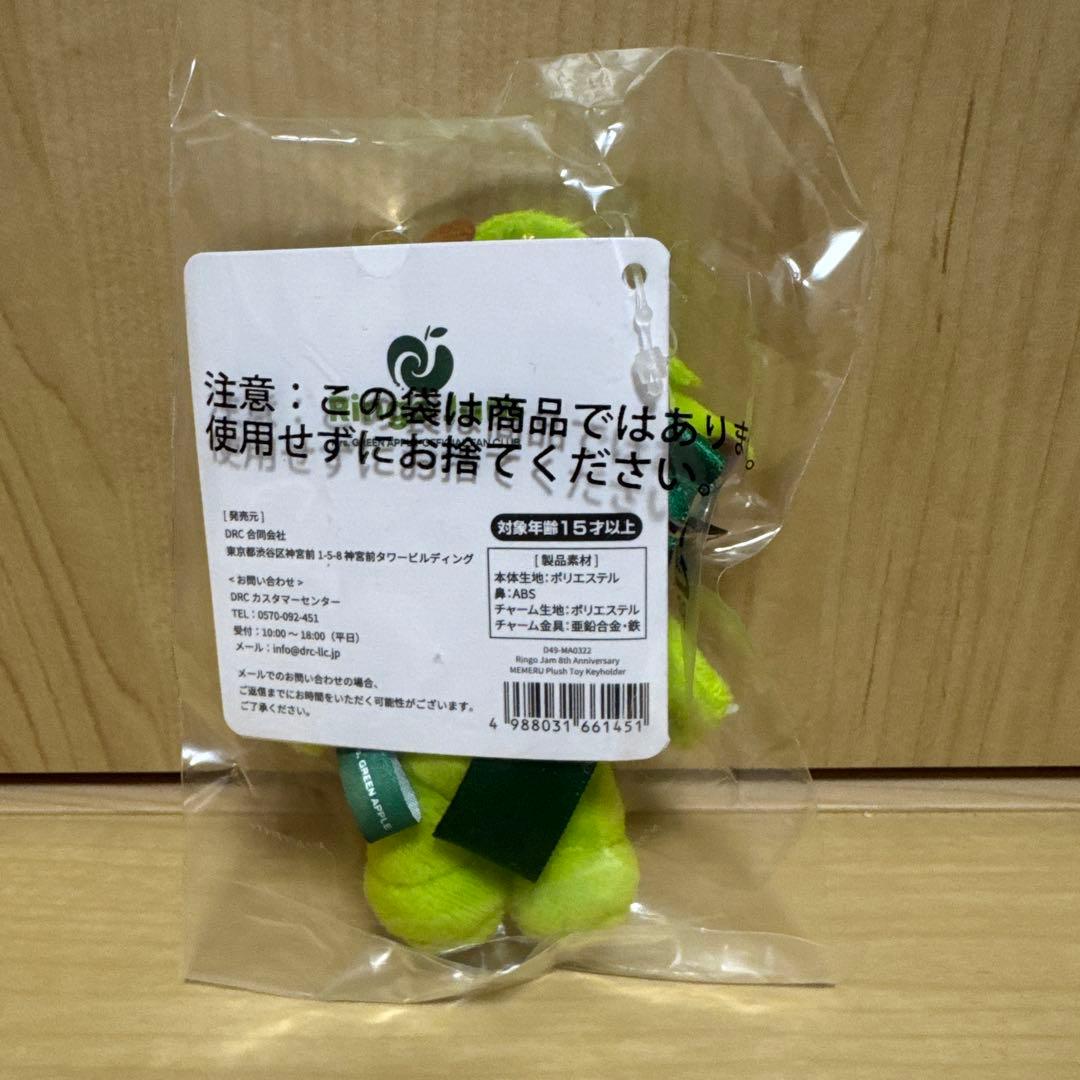 注意：この袋は商品ではありま。
使用せずにお捨てください。
GREEN APPLE OFFICIAL FAN CLUB
[発売元]
DRC 合同会社
東京都渋谷区神宮前 1-5-8 神宮前タワービルディング
<お問い合わせ>
DRC カスタマーセンター
TEL：0570-092-451
受付：10:00 〜 18:00（平日）
メール：info@drc-llc.jp
メールでのお問い合わせの場合、
ご返信までにお時間をいただく可能性がございます。
ご了承ください。
対象年齢15才以上
[製品素材]
本体生地：ポリエステル
鼻：ABS
チャーム生地：ポリエステル
チャーム金具：亜鉛合金・鉄
D49-MA0322
Ringo Jam 8th Anniversary
MEMERU Plush Toy Keyholder
4 988031 661451
GREEN APPLE